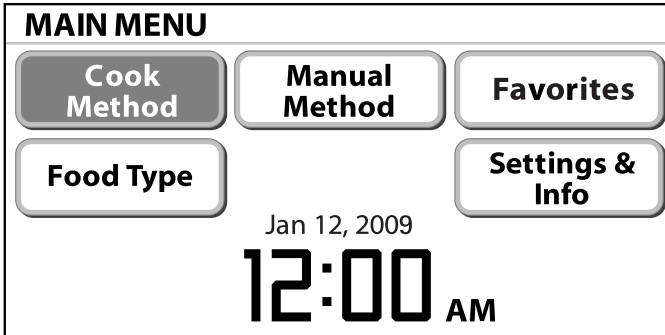 MAIN MENU
Cook
Method
Manual
Method
Favorites
Food Type
Settings &
Info
Jan 12, 2009
12:00 AM